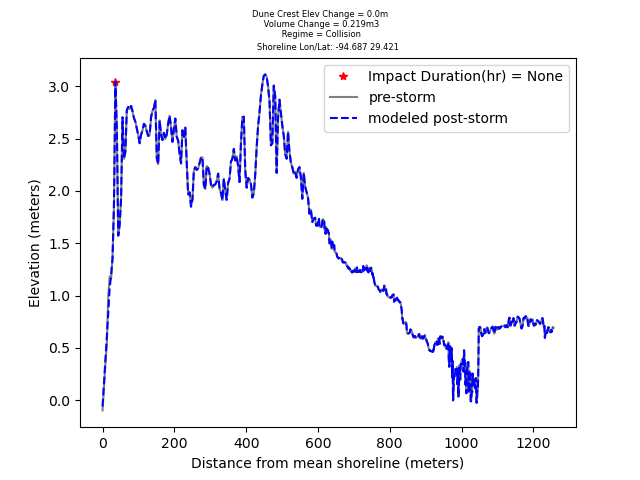 Dune Crest Elev Change = 0.0m
Volume Change = 0.219m3
Regime = Collision
Shoreline Lon/Lat: -94.687 29.421
Impact Duration(hr) = None
pre-storm
modeled post-storm
Elevation (meters)
3.0
2.5
2.0
1.5
1.0
0.5
0.0
0 200 400 600 800 1000 1200
Distance from mean shoreline (meters)